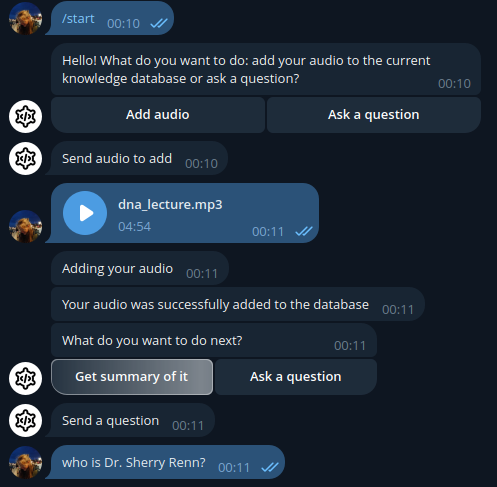 /start 00:10
Hello! What do you want to do: add your audio to the current
knowledge database or ask a question?
00:10
Add audio Ask a question
Send audio to add 00:10
dna_lecture.mp3
04:54
00:11
Adding your audio 00:11
Your audio was successfully added to the database 00:11
What do you want to do next? 00:11
Get summary of it Ask a question
Send a question 00:11
who is Dr. Sherry Renn? 00:11